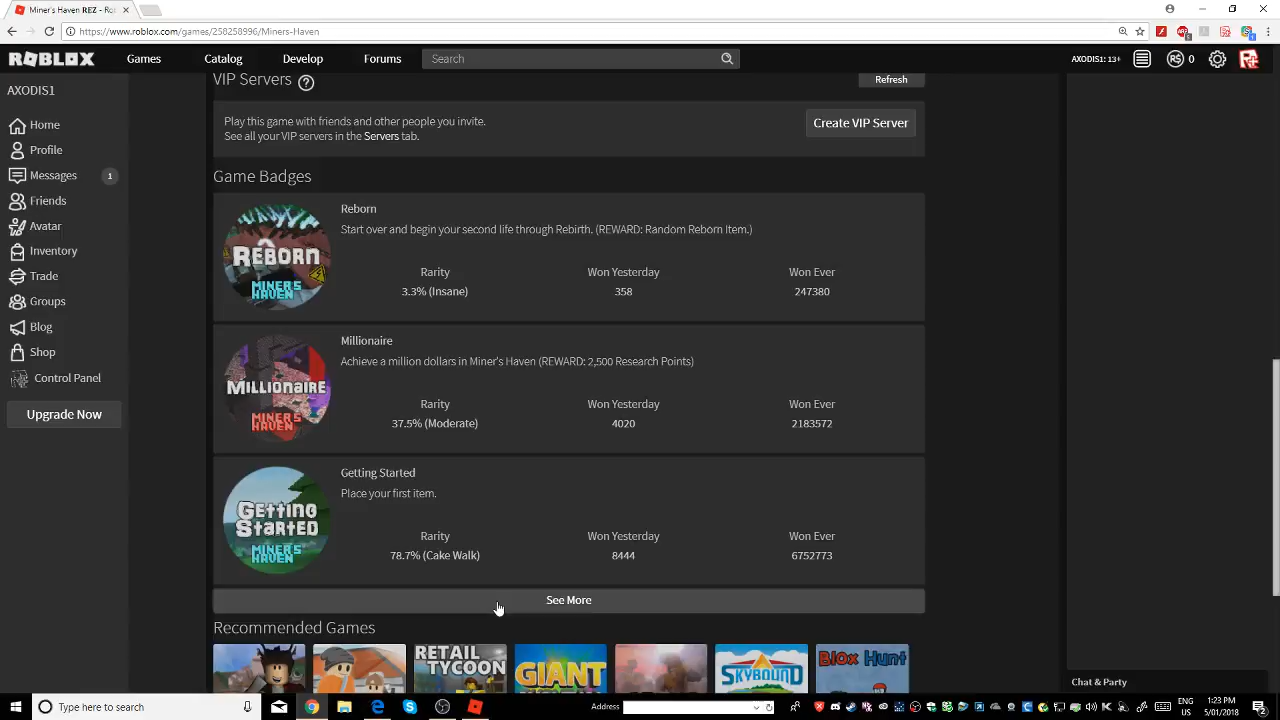 Miner's Haven REZ - Ro
https://www.roblox.com/games/258258996/Miners-Haven
ROBLOX Games Catalog Develop Forums Search AXODIS1: 13+ R$ 0
AXODIS1
Home
Profile
Messages 1
Friends
Avatar
Inventory
Trade
Groups
Blog
Shop
Control Panel
Upgrade Now
VIP Servers ? Refresh
Play this game with friends and other people you invite.
See all your VIP servers in the Servers tab.
Create VIP Server
Game Badges
REBORN
MINER'S
HAVEN
Reborn
Start over and begin your second life through Rebirth. (REWARD: Random Reborn Item.)
Rarity Won Yesterday Won Ever
3.3% (Insane) 358 247380
MILLIONAIRE
MINER'S
HAVEN
Millionaire
Achieve a million dollars in Miner's Haven (REWARD: 2,500 Research Points)
Rarity Won Yesterday Won Ever
37.5% (Moderate) 4020 2183572
GETTING
STARTED
MINER'S
HAVEN
Getting Started
Place your first item.
Rarity Won Yesterday Won Ever
78.7% (Cake Walk) 8444 6752773
See More
Recommended Games
RETAIL
TYCOON
GIANT
SKYBOUND
Blox Hunt
Chat & Party
Type here to search
Address
ENG
US
1:23 PM
5/01/2018
2